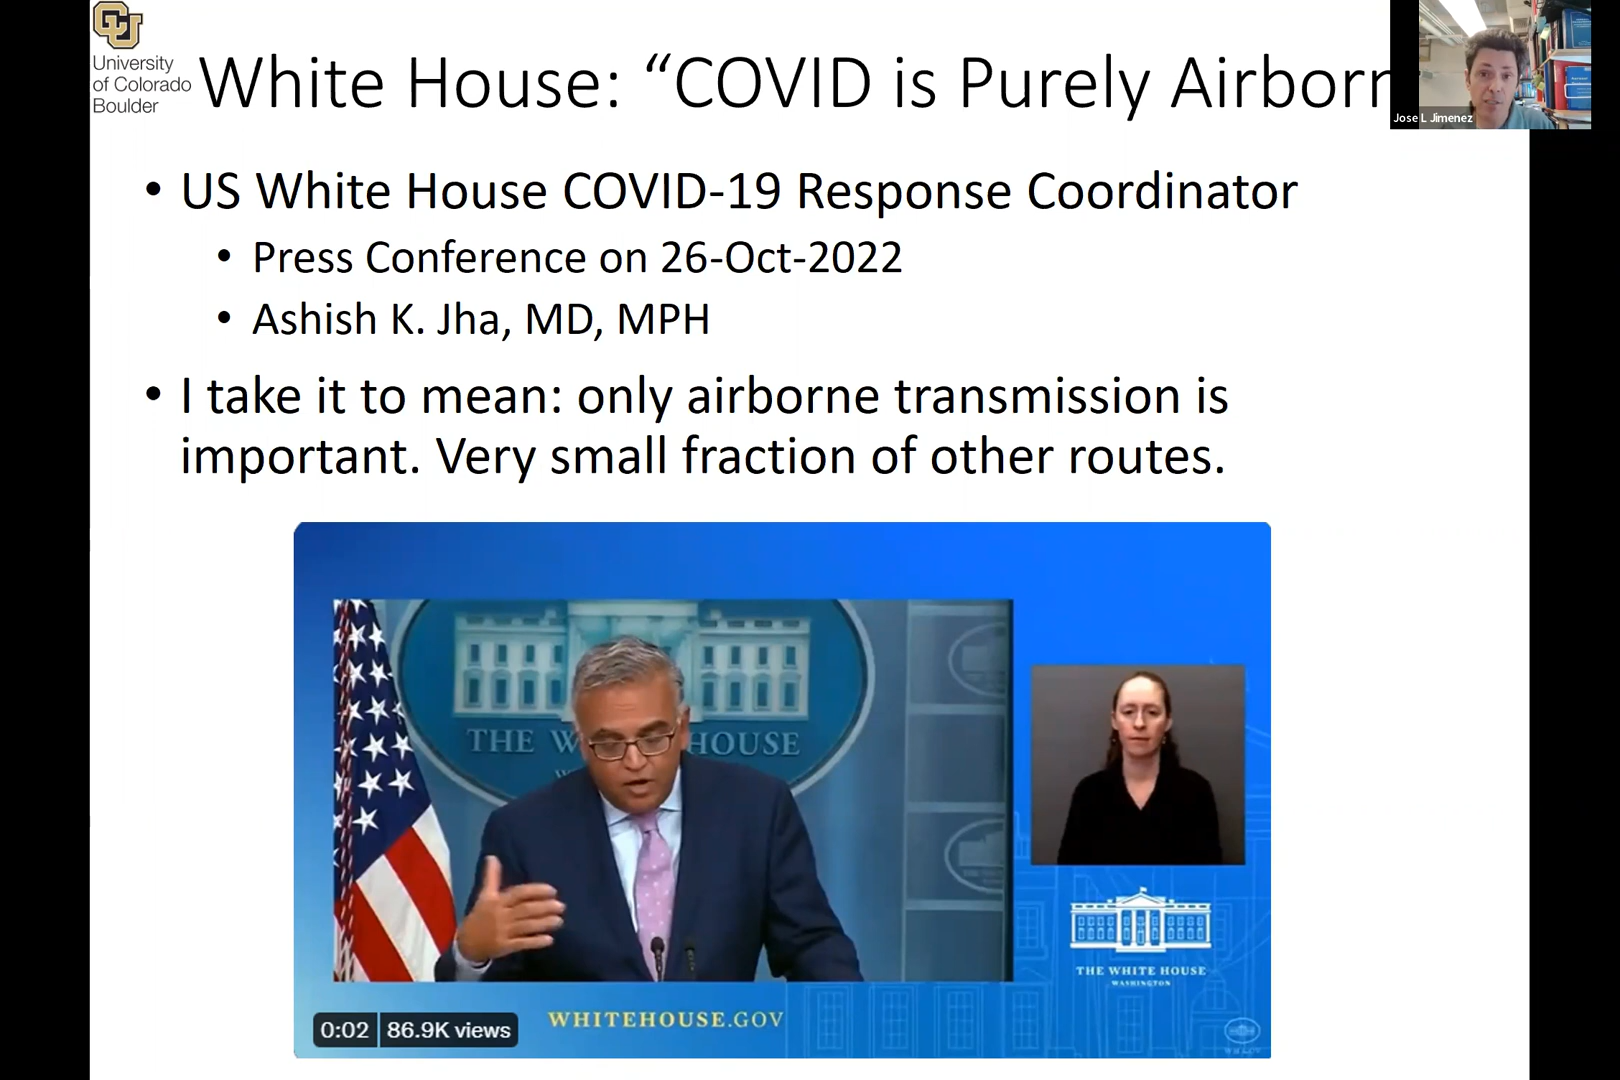 University
of Colorado
Boulder
White House: “COVID is Purely Airborn
Jose L Jimenez
• US White House COVID-19 Response Coordinator
• Press Conference on 26-Oct-2022
• Ashish K. Jha, MD, MPH
• I take it to mean: only airborne transmission is
important. Very small fraction of other routes.
THE W HOUSE
THE WHITE HOUSE
WASHINGTON
0:02 86.9K views
WHITEHOUSE.GOV
WH.GOV